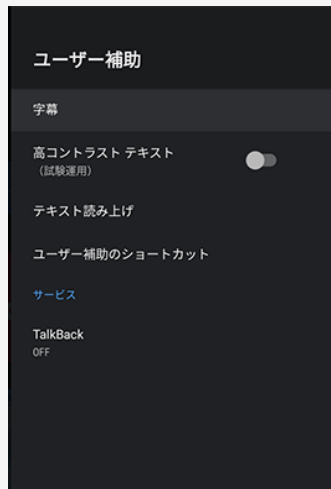 ユーザー補助
字幕
高コントラスト テキスト
（試験運用）
テキスト読み上げ
ユーザー補助のショートカット
サービス
TalkBack
OFF